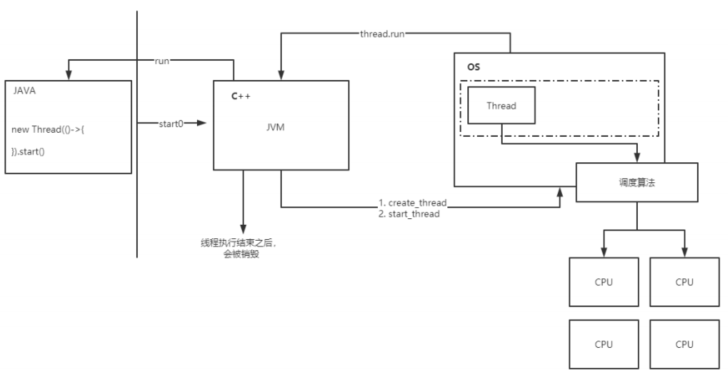 thread.run
run
OS
JAVA
C++
Thread
new Thread(()->{
start0
JVM
}).start()
调度算法
1. create_thread
2. start_thread
线程执行结束之后，
会被销毁
CPU
CPU
CPU
CPU